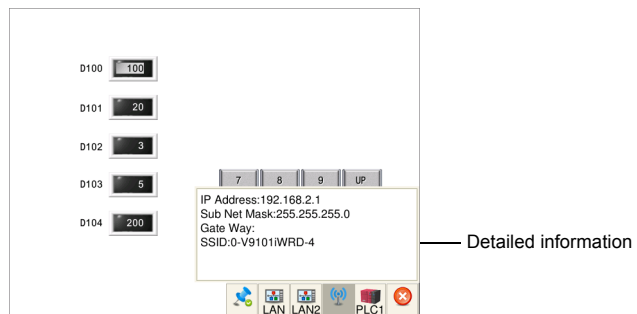 D100 100
D101 20
D102 3
D103 5
D104 200
7 8 9 UP
IP Address:192.168.2.1
Sub Net Mask:255.255.255.0
Gate Way:
SSID:0-V9101iWRD-4
Detailed information
LAN LAN2 PLC1